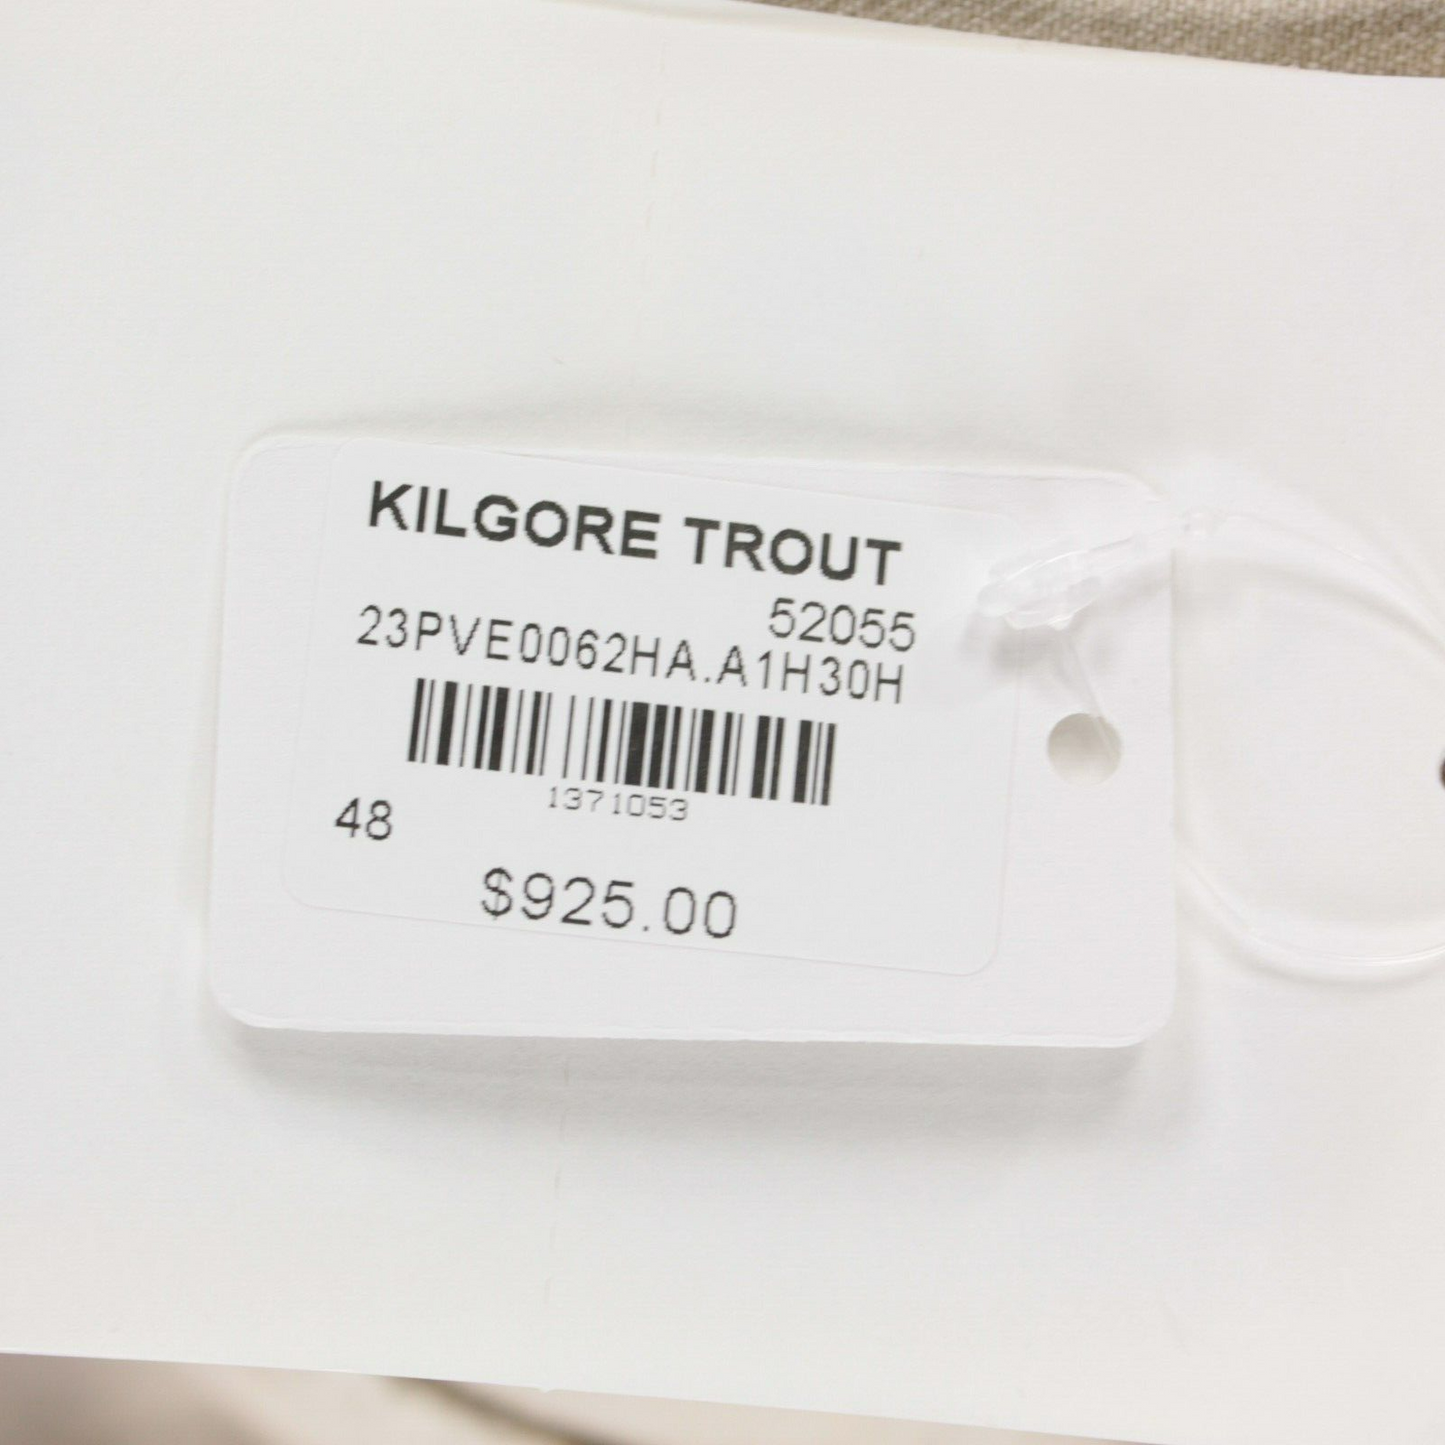 KILGORE TROUT
52055
23PVE0062HA.A1H30H
1371053
48
$925.00